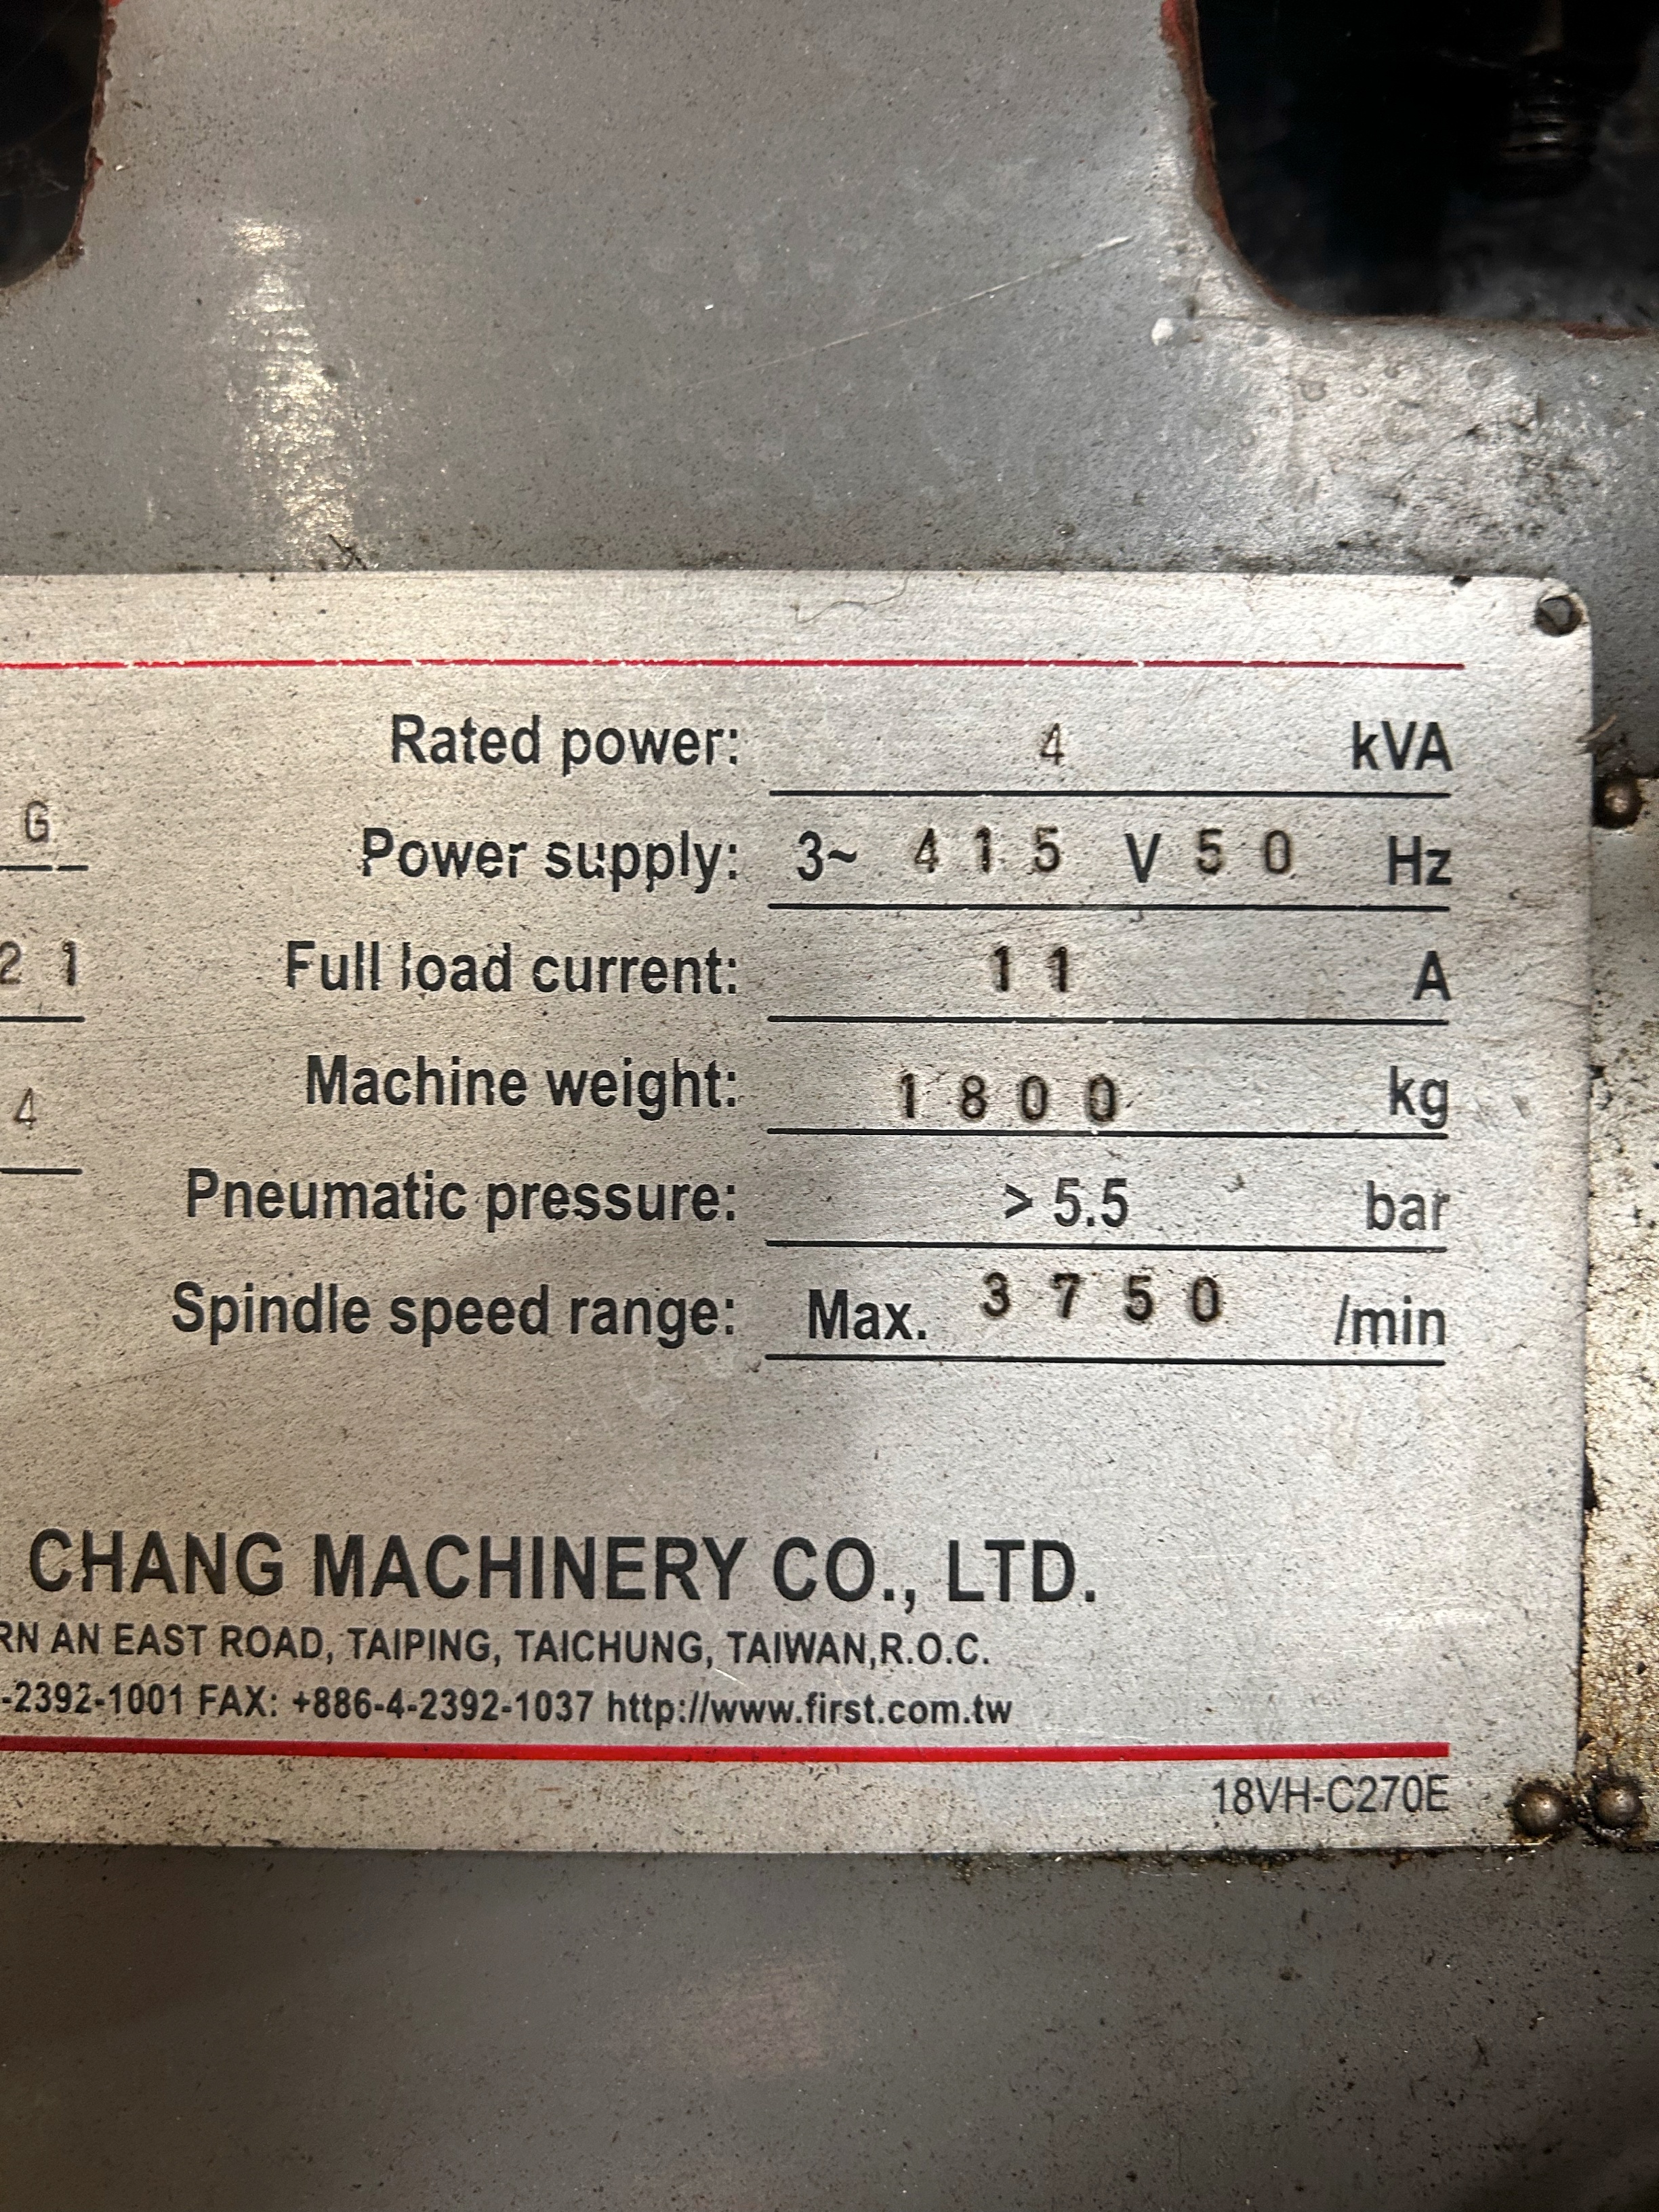 Rated power: 4 kVA
G
Power supply: 3~ 415 V 50 Hz
21 Full load current: 11 A
Machine weight: 1800 kg
4
Pneumatic pressure: > 5.5 bar
Spindle speed range: Max. 3750 /min
CHANG MACHINERY CO., LTD.
RN AN EAST ROAD, TAIPING, TAICHUNG, TAIWAN,R.O.C.
-2392-1001 FAX: +886-4-2392-1037 http://www.first.com.tw
18VH-C270E